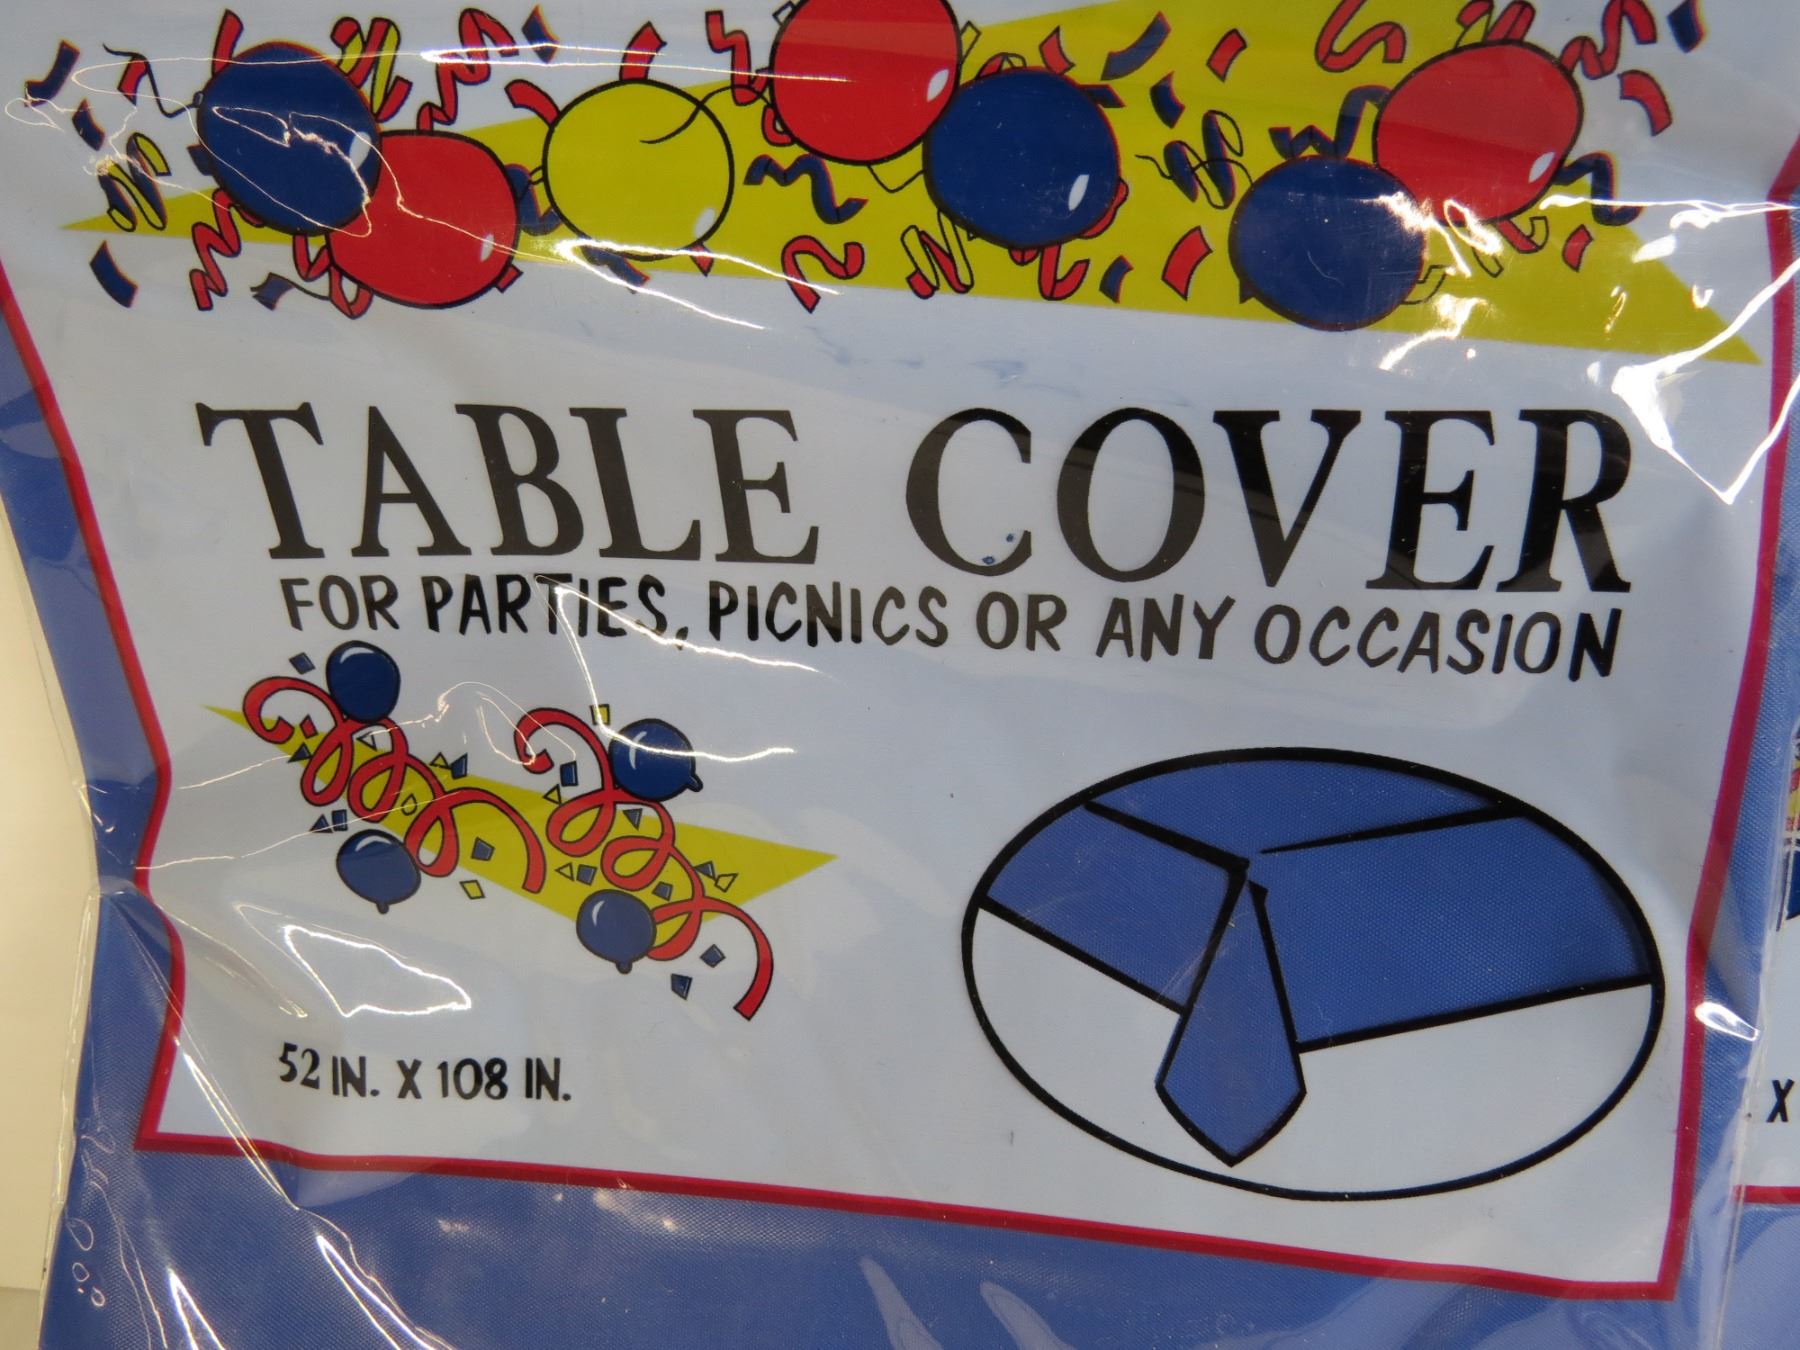 TABLE COVER
FOR PARTIES, PICNICS OR ANY OCCASION
52 IN. X 108 IN.
X